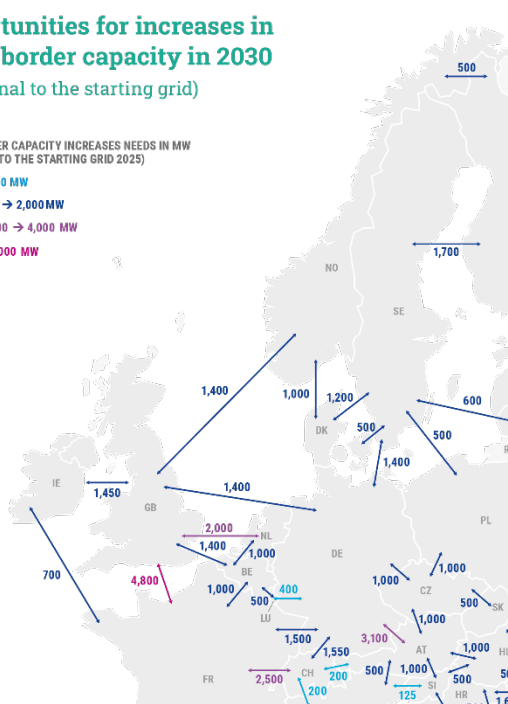 tunities for increases in
border capacity in 2030
nal to the starting grid)
ER CAPACITY INCREASES NEEDS IN MW
TO THE STARTING GRID 2025)
0 MW
→ 2,000 MW
00 → 4,000 MW
000 MW
500
1,700
NO
SE
1,400
1,000
1,200
600
DK
500
500
1,400
IE
1,450
GB
1,400
PL
2,000
NL
1,400
1,000
DE
700
4,800
BE
1,000
1,000
1,000
CZ
500
400
500
SK
LU
1,000
1,500
3,100
1,550
AT
1,000
HU
FR
2,500
CH
200
500
1,000
500
50
200
125
SI
HR
1,6